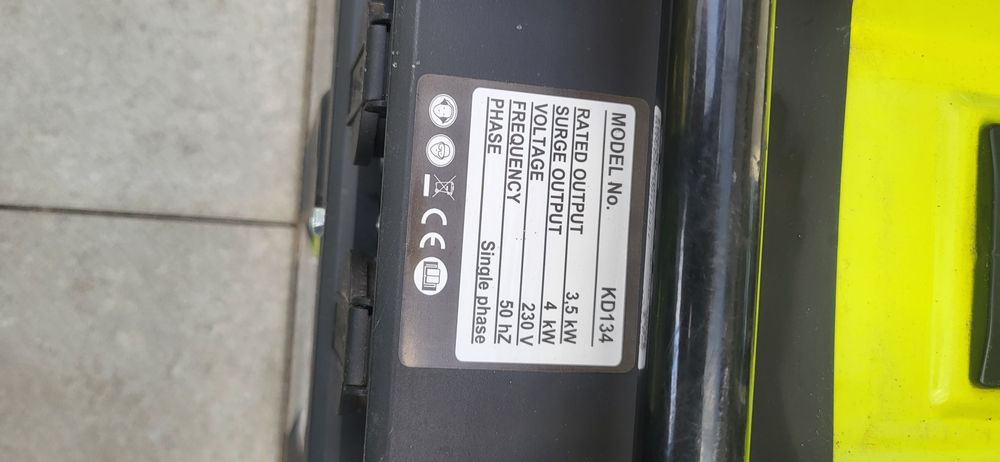 MODEL No. KD134
RATED OUTPUT 3,5 kW
SURGE OUTPUT 4 kW
VOLTAGE 230 V
FREQUENCY 50 hZ
PHASE Single phase
CE